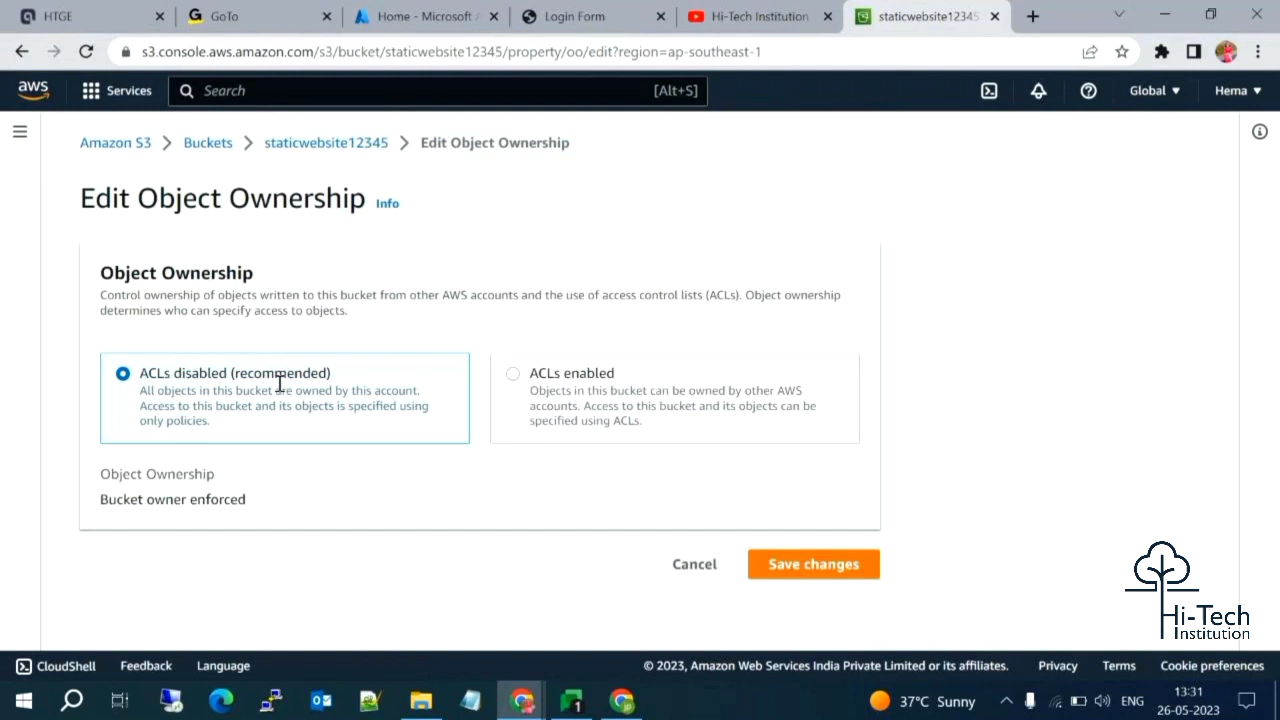 HTGE
GoTo
Home - Microsoft A
Login Form
Hi-Tech Institution
staticwebsite12345
s3.console.aws.amazon.com/s3/bucket/staticwebsite12345/property/oo/edit?region=ap-southeast-1
aws
Services
Search
[Alt+S]
Global
Hema
Amazon S3
Buckets
staticwebsite12345
Edit Object Ownership
Edit Object Ownership Info
Object Ownership
Control ownership of objects written to this bucket from other AWS accounts and the use of access control lists (ACLs). Object ownership
determines who can specify access to objects.
ACLs disabled (recommended)
All objects in this bucket are owned by this account.
Access to this bucket and its objects is specified using
only policies.
ACLs enabled
Objects in this bucket can be owned by other AWS
accounts. Access to this bucket and its objects can be
specified using ACLs.
Object Ownership
Bucket owner enforced
Cancel
Save changes
Hi-Tech
Institution
CloudShell
Feedback
Language
© 2023, Amazon Web Services India Private Limited or its affiliates.
Privacy
Terms
Cookie preferences
1
37°C Sunny
ENG
13:31
26-05-2023